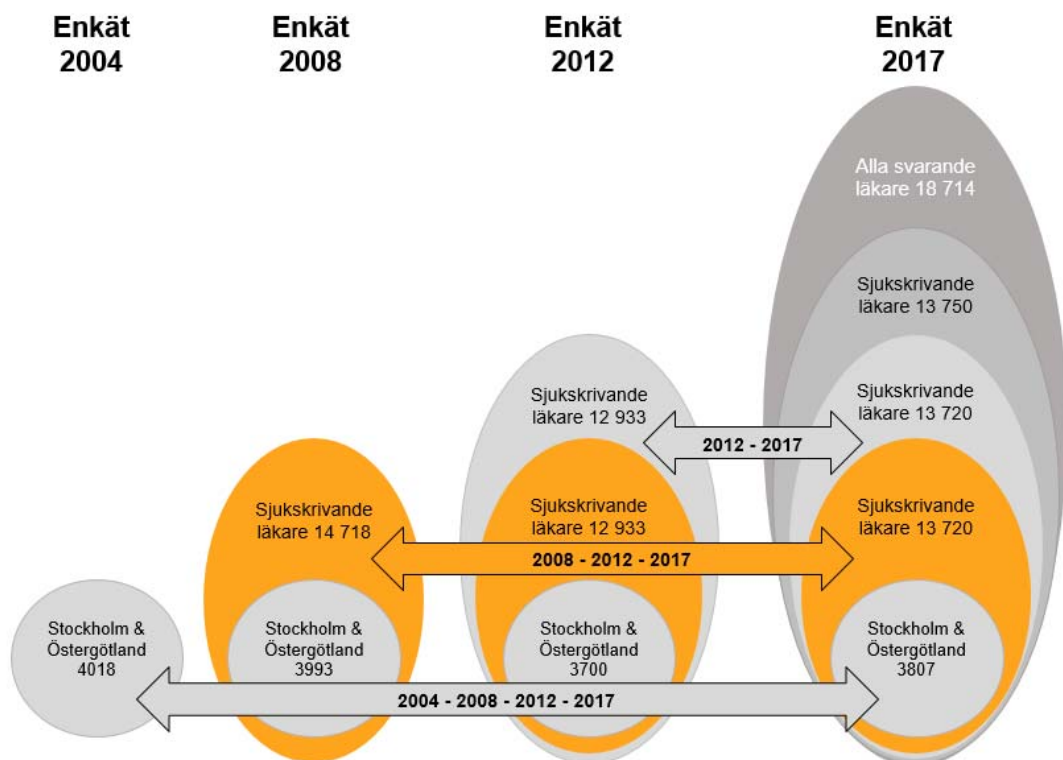 Enkät
2004
Enkät
2008
Enkät
2012
Enkät
2017
Alla svarande
läkare 18 714
Sjukskrivande
läkare 13 750
Sjukskrivande
läkare 12 933
Sjukskrivande
läkare 13 720
2012 - 2017
Sjukskrivande
läkare 14 718
Sjukskrivande
läkare 12 933
Sjukskrivande
läkare 13 720
2008 - 2012 - 2017
Stockholm &
Östergötland
4018
Stockholm &
Östergötland
3993
Stockholm &
Östergötland
3700
Stockholm &
Östergötland
3807
2004 - 2008 - 2012 - 2017